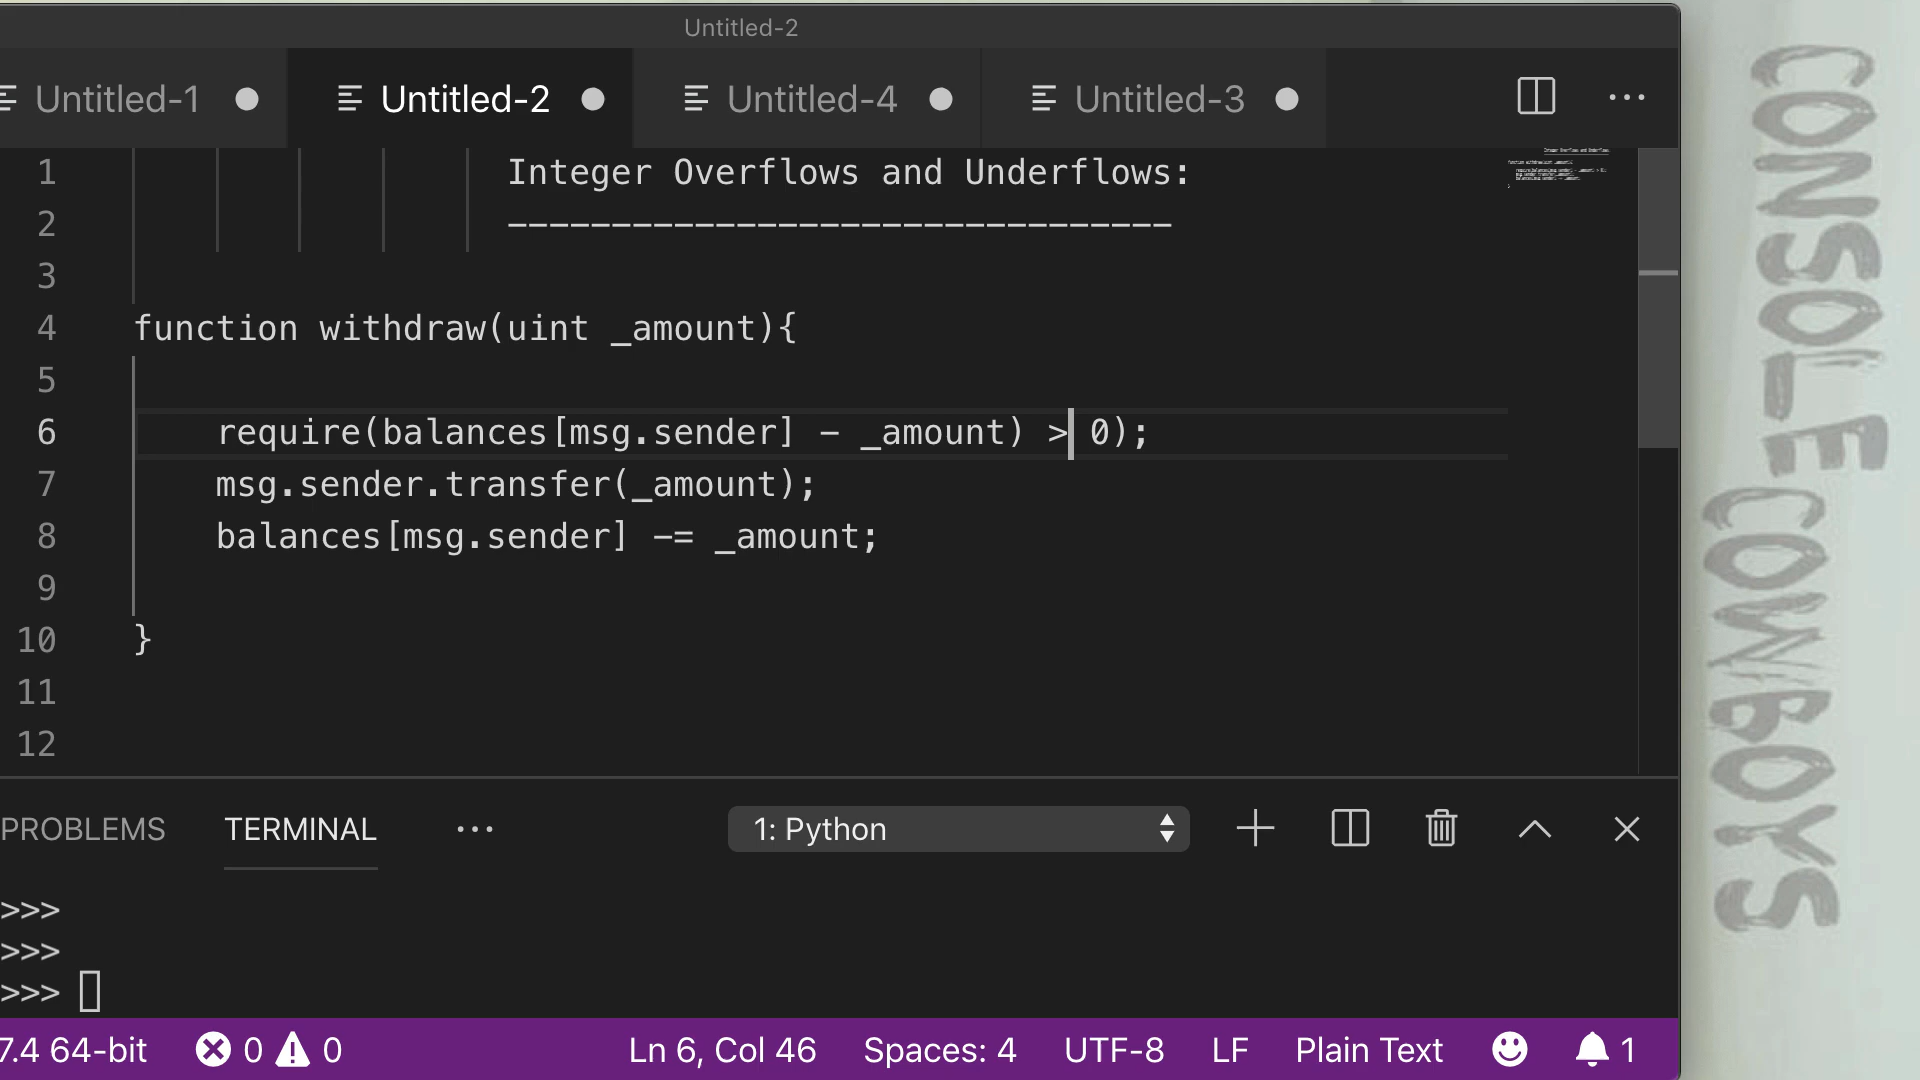 Untitled-2
Untitled-1
Untitled-2
Untitled-4
Untitled-3
1 Integer Overflows and Underflows:
2 --------------------------------
3
4 function withdraw(uint _amount){
5
6 require(balances[msg.sender] - _amount) > 0);
7 msg.sender.transfer(_amount);
8 balances[msg.sender] -= _amount;
9
10 }
11
12
PROBLEMS TERMINAL ... 1: Python
>>>
>>>
>>>
7.4 64-bit 0 0 Ln 6, Col 46 Spaces: 4 UTF-8 LF Plain Text 1
CONSOLE COWBOYS